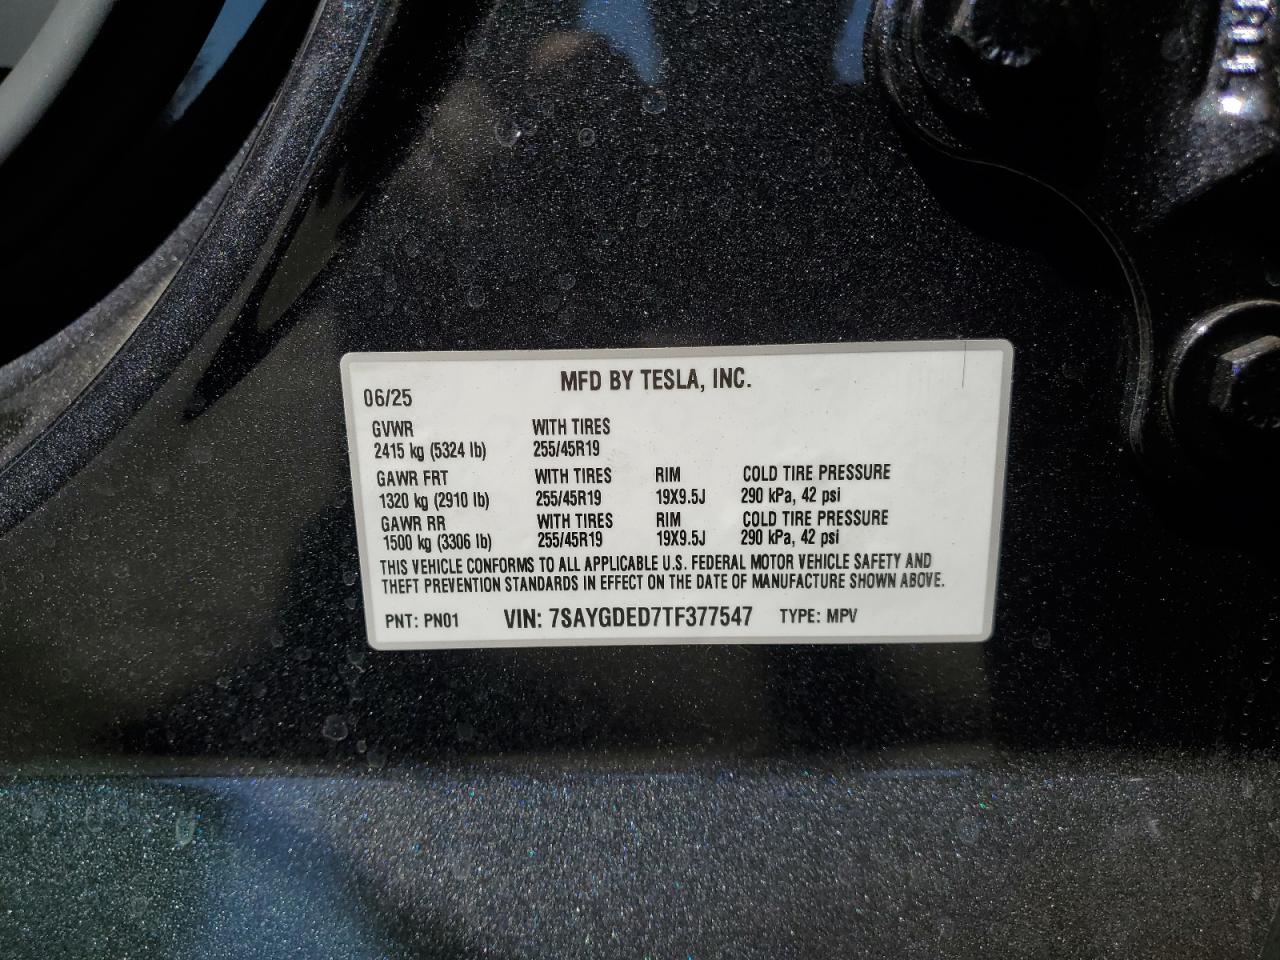 MFD BY TESLA, INC.
06/25
GVWR WITH TIRES
2415 kg (5324 lb) 255/45R19
GAWR FRT WITH TIRES RIM COLD TIRE PRESSURE
1320 kg (2910 lb) 255/45R19 19X9.5J 290 kPa, 42 psi
GAWR RR WITH TIRES RIM COLD TIRE PRESSURE
1500 kg (3306 lb) 255/45R19 19X9.5J 290 kPa, 42 psi
THIS VEHICLE CONFORMS TO ALL APPLICABLE U.S. FEDERAL MOTOR VEHICLE SAFETY AND
THEFT PREVENTION STANDARDS IN EFFECT ON THE DATE OF MANUFACTURE SHOWN ABOVE.
PNT: PN01 VIN: 7SAYGDED7TF377547 TYPE: MPV